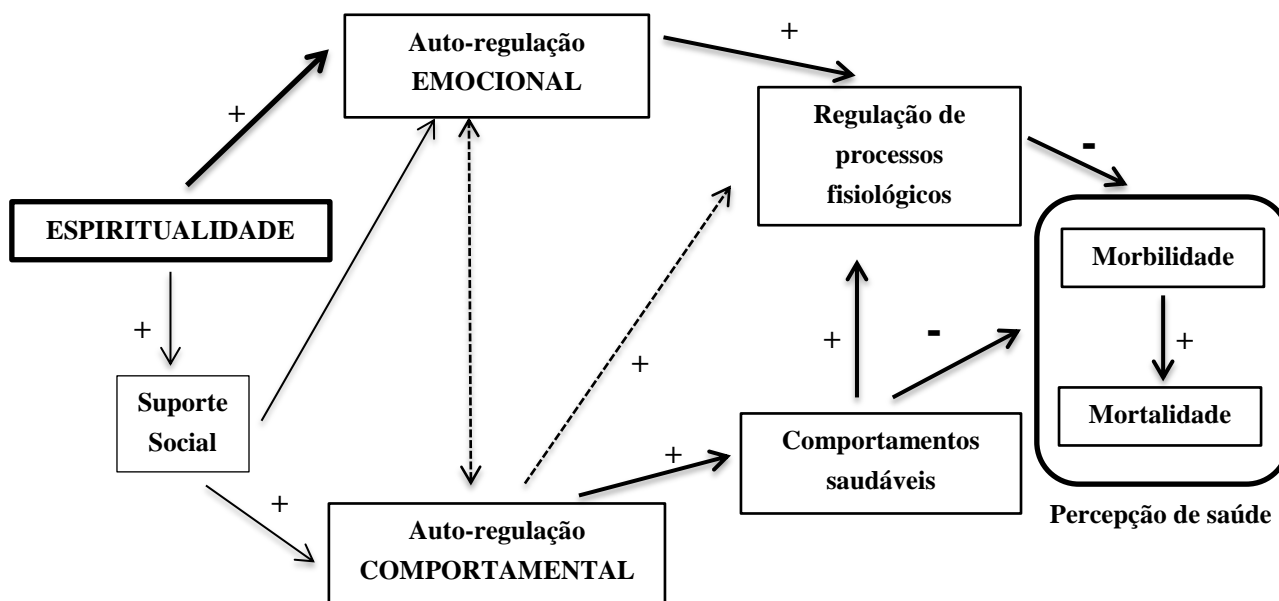 Auto-regulação
EMOCIONAL
+
+
Regulação de
processos
fisiológicos
-
ESPIRITUALIDADE
Morbilidade
+
+
-
+
+
Suporte
Social
Mortalidade
Comportamentos
saudáveis
+
+
Percepção de saúde
Auto-regulação
COMPORTAMENTAL